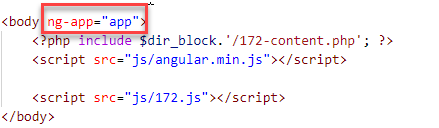 <body ng-app="app">
<?php include $dir_block.'/172-content.php'; ?>
<script src="js/angular.min.js"></script>
<script src="js/172.js"></script>
</body>